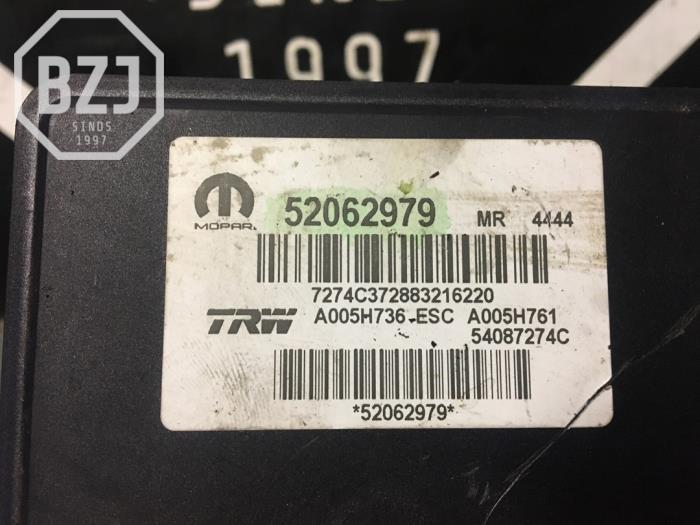 1997
BZJ
SINDS
1997
MOPAR
52062979 MR 4444
7274C372883216220
TRW A005H736-ESC A005H761
54087274C
*52062979*